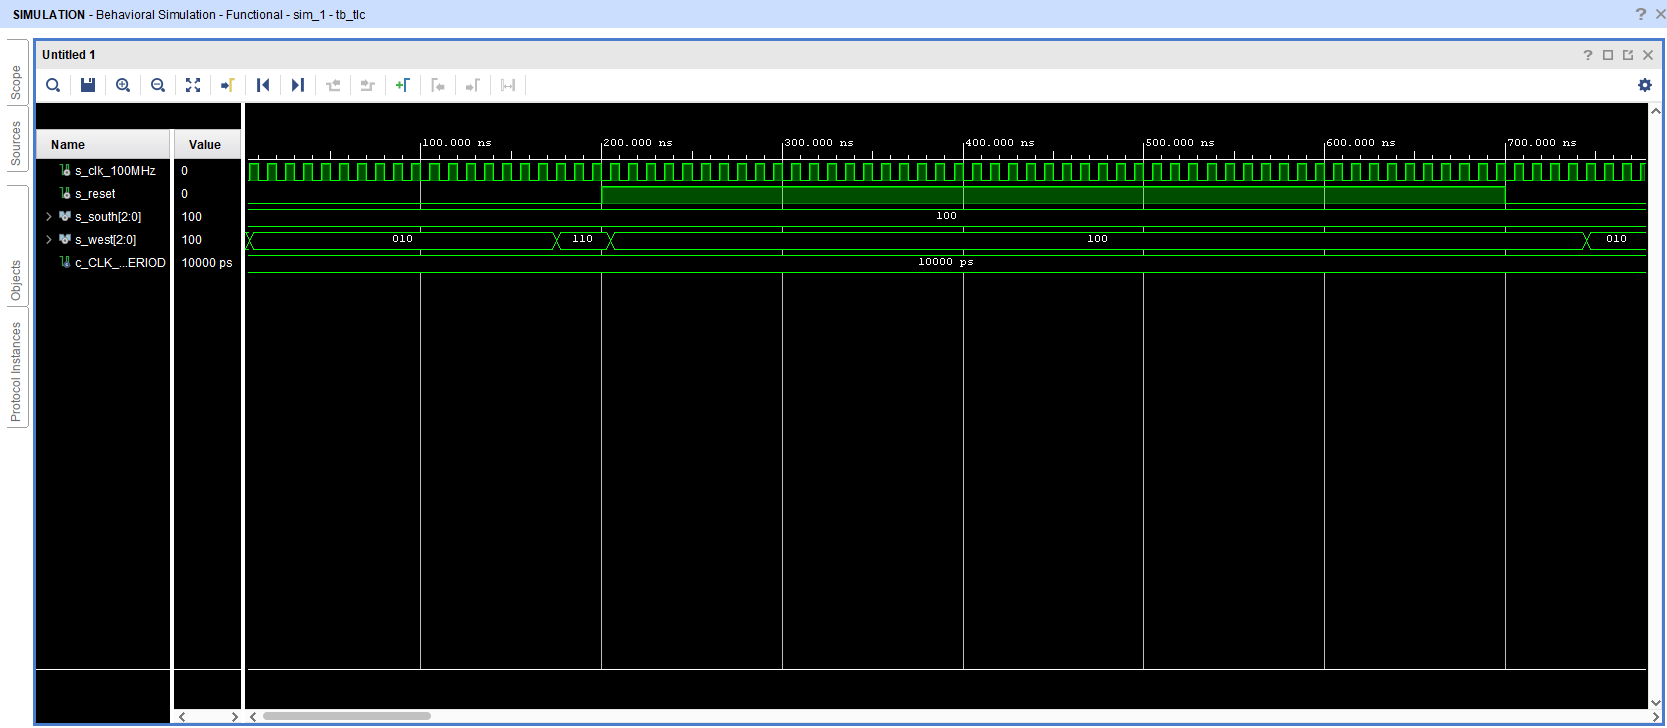 SIMULATION - Behavioral Simulation - Functional - sim_1 - tb_tlc
Untitled 1
Scope
Sources
Objects
Protocol Instances
Name Value
100.000 ns 200.000 ns 300.000 ns 400.000 ns 500.000 ns 600.000 ns 700.000 ns
s_clk_100MHz 0
s_reset 0
s_south[2:0] 100 100
s_west[2:0] 100 010 110 100 010
c_CLK_...ERIOD 10000 ps 10000 ps